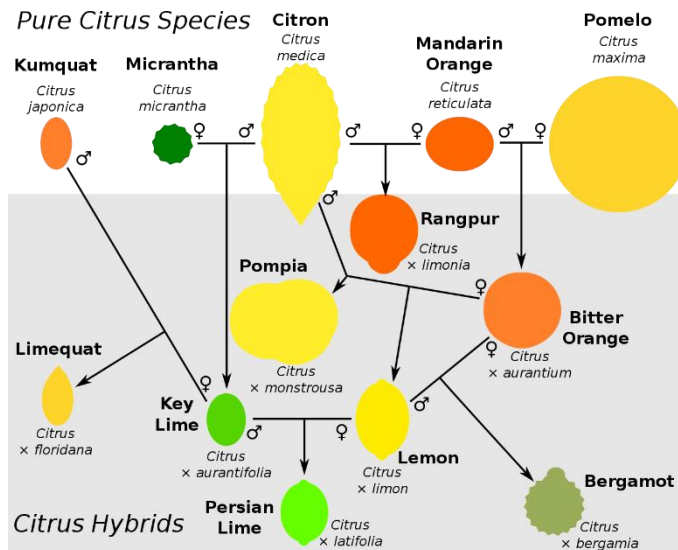 Pure Citrus Species
Citron
Citrus
medica
Pomelo
Citrus
maxima
Kumquat
Citrus
japonica
Micrantha
Citrus
micrantha
Mandarin
Orange
Citrus
reticulata
♂
♀
♂
♂
♀
♂
♀
♂
Rangpur
Citrus
× limonia
Pompia
Citrus
× monstrousa
♀
Bitter
Orange
♀
Citrus
× aurantium
Limequat
Citrus
× floridana
♀
Key
Lime
♂
Citrus
× aurantifolia
♀
♂
Lemon
Citrus
× limon
Persian
Lime
Citrus
× latifolia
Bergamot
Citrus
× bergamia
Citrus Hybrids